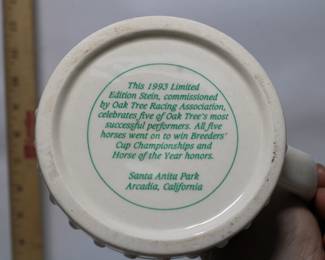 This 1993 Limited
Edition Stein, commissioned
by Oak Tree Racing Association,
celebrates five of Oak Tree's most
successful performers. All five
horses went on to win Breeders'
Cup Championships and
Horse of the Year honors.
Santa Anita Park
Arcadia, California